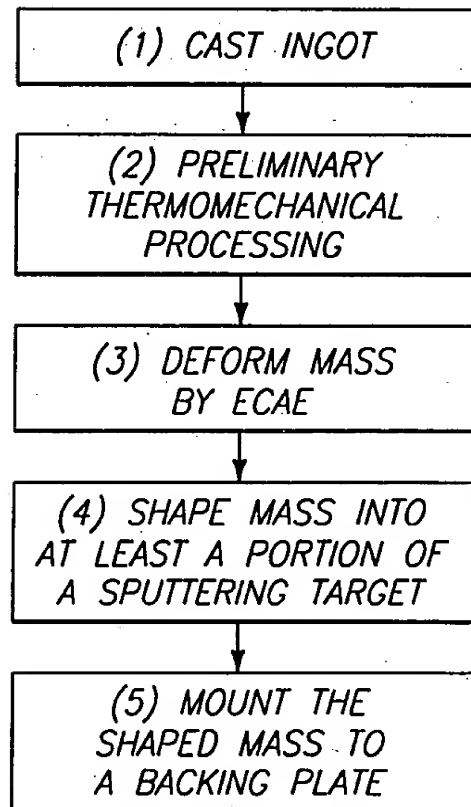 (1) CAST INGOT
(2) PRELIMINARY
THERMOMECHANICAL
PROCESSING
(3) DEFORM MASS
BY ECAE
(4) SHAPE MASS INTO
AT LEAST A PORTION OF
A SPUTTERING TARGET
(5) MOUNT THE
SHAPED MASS TO
A BACKING PLATE